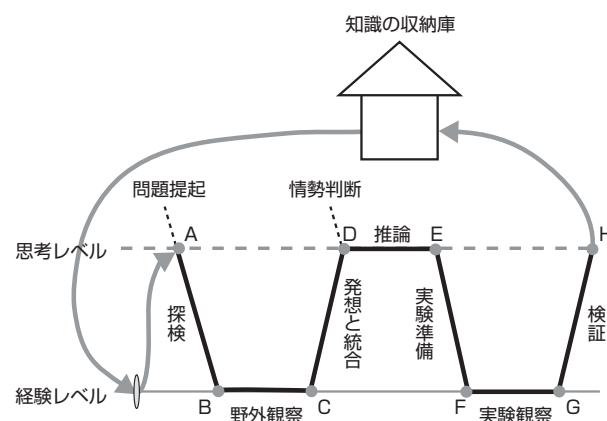 知識の収納庫
問題提起
情勢判断
A
D
推論
E
H
思考レベル
探検
発想と統合
実験準備
検証
経験レベル
B
野外観察
C
F
実験観察
G